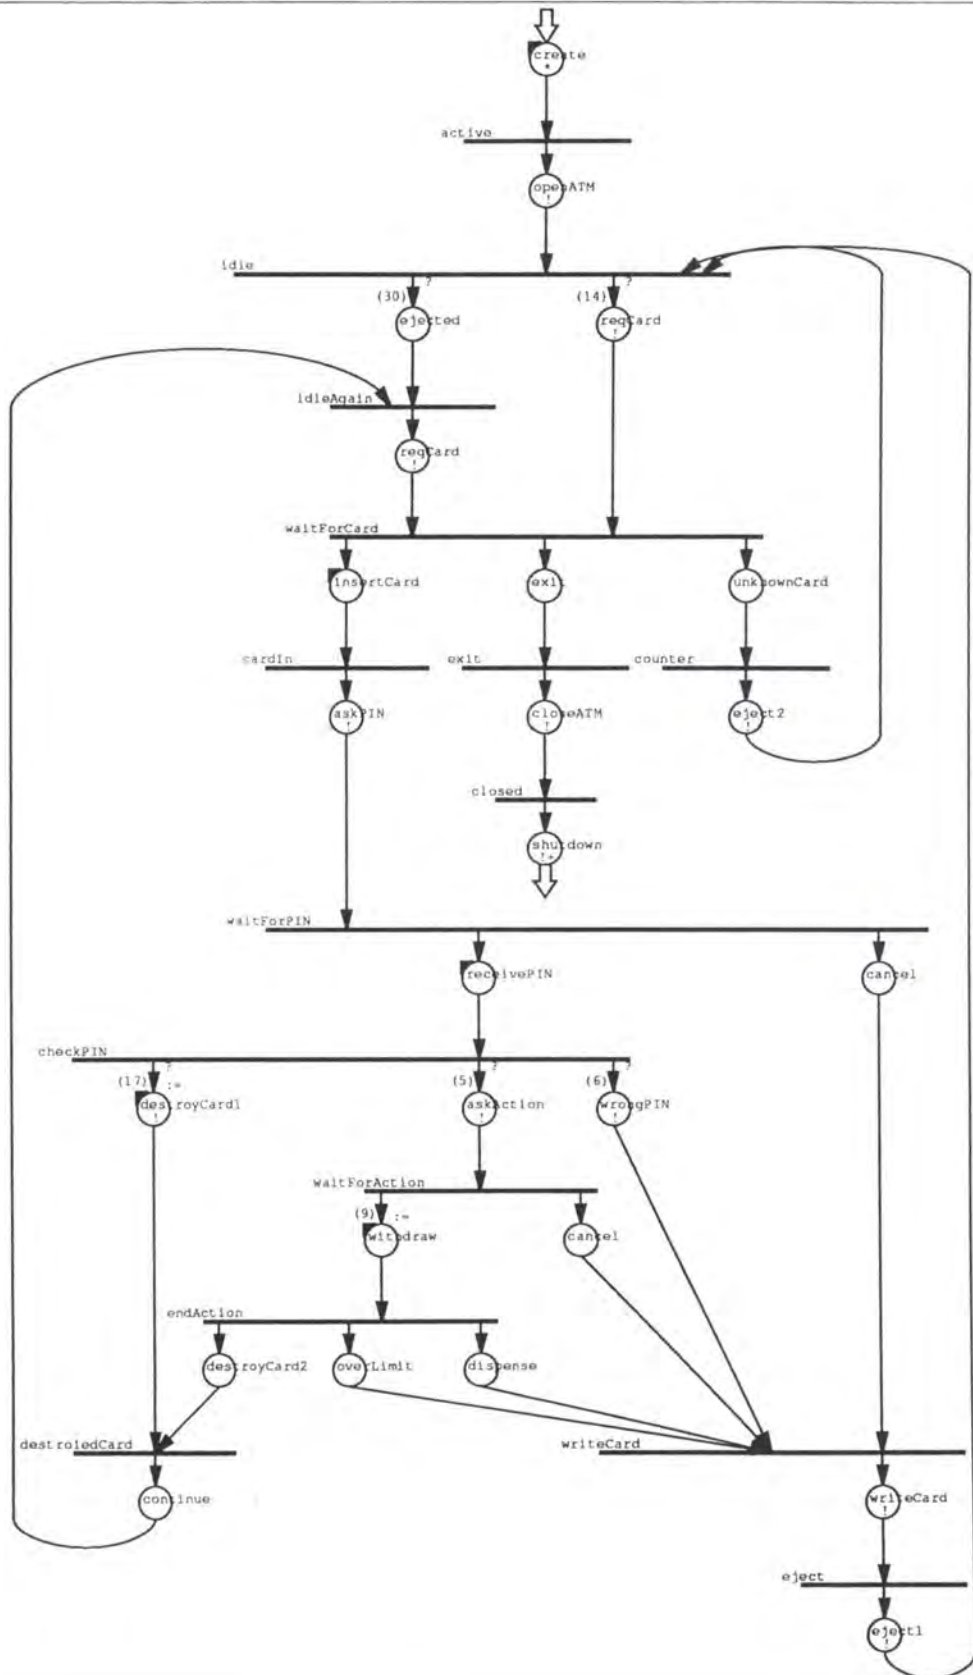 create
*
active
openATM
!
idle
? ?
(30) (14)
ejected reqCard
!
idleAgain
reqCard
!
waitForCard
insertCard exit unknownCard
cardIn exit counter
askPIN closeATM eject2
! ! !
closed
shutdown
!+
waitForPIN
receivePIN cancel
checkPIN ? ? ?
(17) := (5) (6)
destroyCard1 askAction wrongPIN
! ! !
waitForAction
(9) :=
witdraw cancel
endAction
destroyCard2 overLimit dispense
destroiedCard writeCard
continue writeCard
!
eject
eject1
!